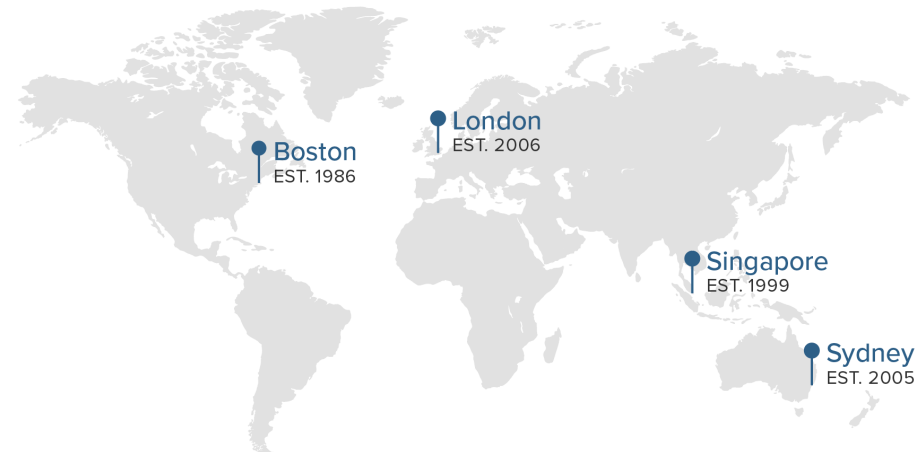 London
EST. 2006
Boston
EST. 1986
Singapore
EST. 1999
Sydney
EST. 2005